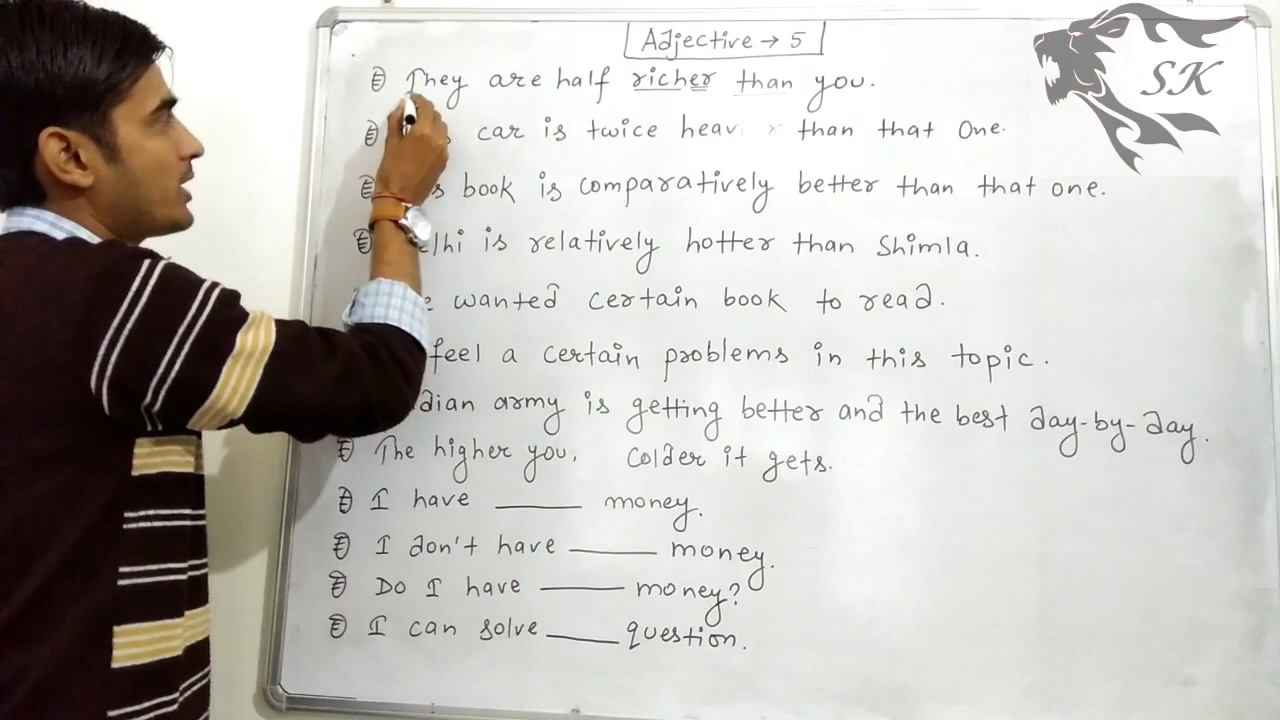 Adjective → 5
SK
They are half richer than you.
car is twice than that One.
book is comparatively better than that one.
is relatively hotter than Shimla.
wanted certain book to read.
feel a certain problems in this topic.
army is getting better and the best day-by-day.
The higher you, colder it gets.
I have ______ money.
I don't have ______ money.
Do I have ______ money?
I can solve ______ question.